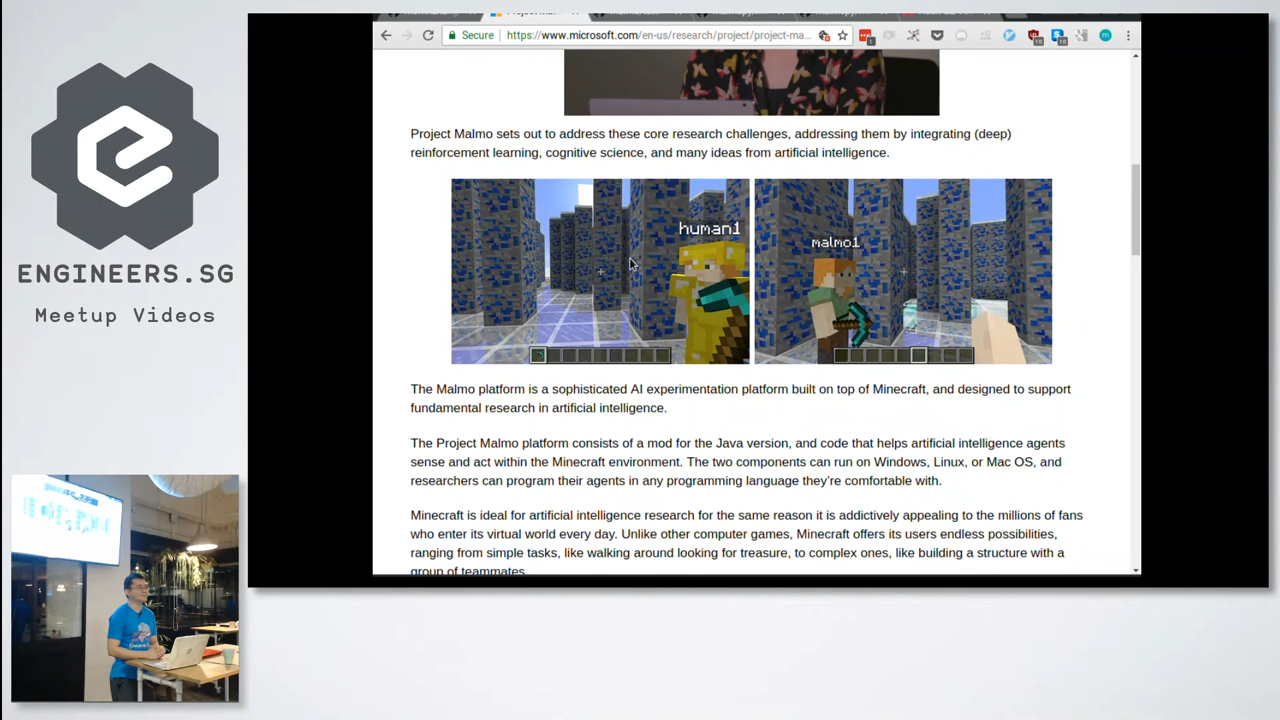 ENGINEERS.SG
Meetup Videos
Secure
https://www.microsoft.com/en-us/research/project/project-ma...
Project Malmo sets out to address these core research challenges, addressing them by integrating (deep)
reinforcement learning, cognitive science, and many ideas from artificial intelligence.
human1
malmo1
The Malmo platform is a sophisticated AI experimentation platform built on top of Minecraft, and designed to support
fundamental research in artificial intelligence.
The Project Malmo platform consists of a mod for the Java version, and code that helps artificial intelligence agents
sense and act within the Minecraft environment. The two components can run on Windows, Linux, or Mac OS, and
researchers can program their agents in any programming language they’re comfortable with.
Minecraft is ideal for artificial intelligence research for the same reason it is addictively appealing to the millions of fans
who enter its virtual world every day. Unlike other computer games, Minecraft offers its users endless possibilities,
ranging from simple tasks, like walking around looking for treasure, to complex ones, like building a structure with a
group of teammates.